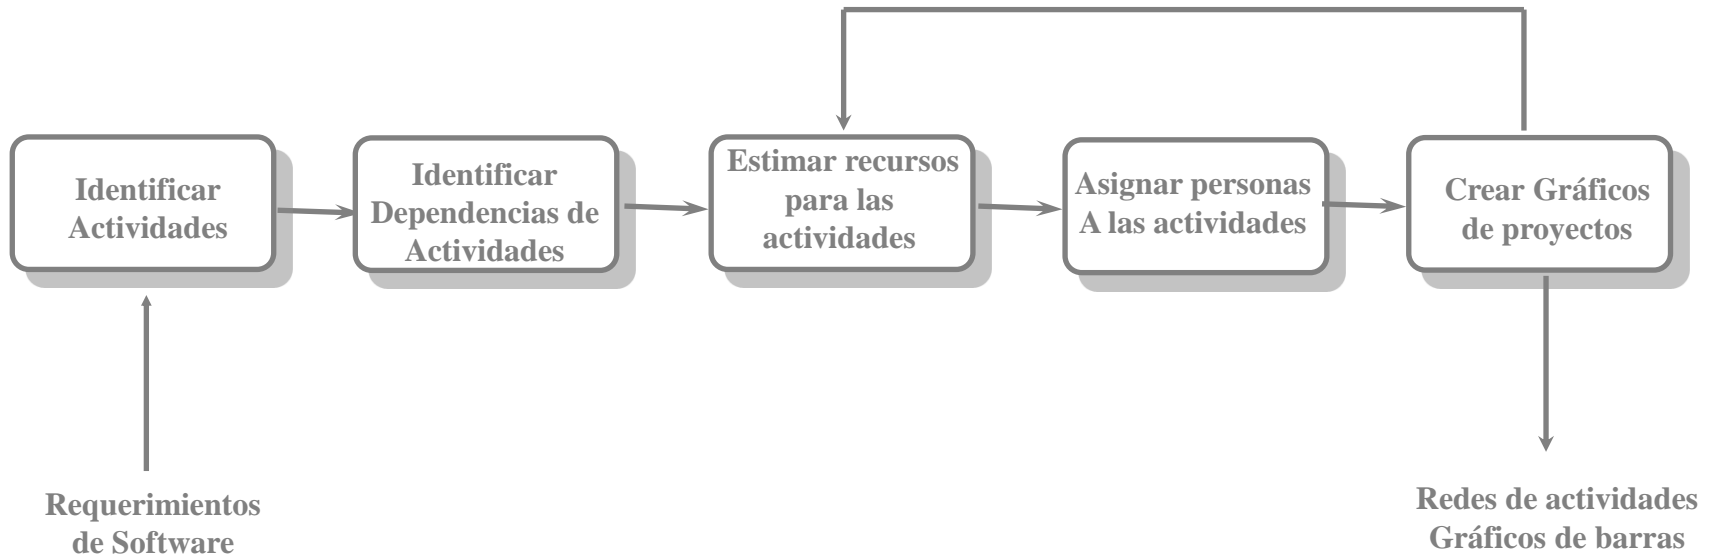 Identificar
Actividades
Identificar
Dependencias de
Actividades
Estimar recursos
para las
actividades
Asignar personas
A las actividades
Crear Gráficos
de proyectos
Requerimientos
de Software
Redes de actividades
Gráficos de barras